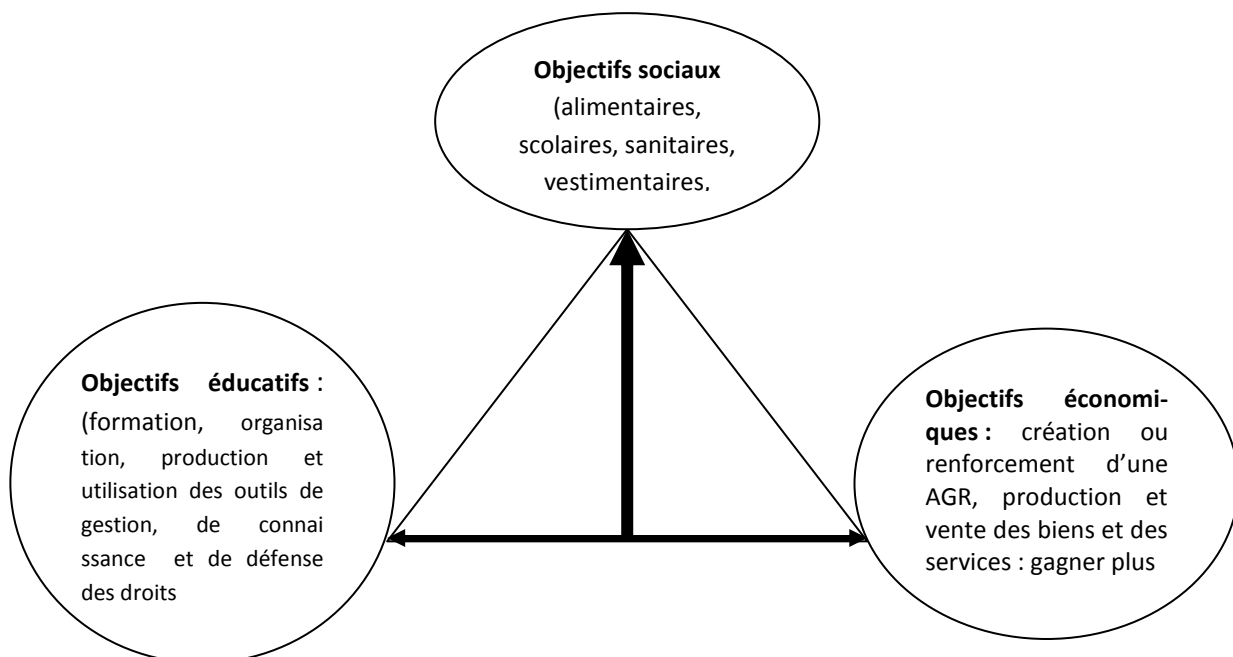 Objectifs sociaux
(alimentaires,
scolaires, sanitaires,
vestimentaires.
Objectifs éducatifs :
(formation, organisa
tion, production et
utilisation des outils de
gestion, de connai
ssance et de défense
des droits
Objectifs économi-
ques : création ou
renforcement d’une
AGR, production et
vente des biens et des
services : gagner plus